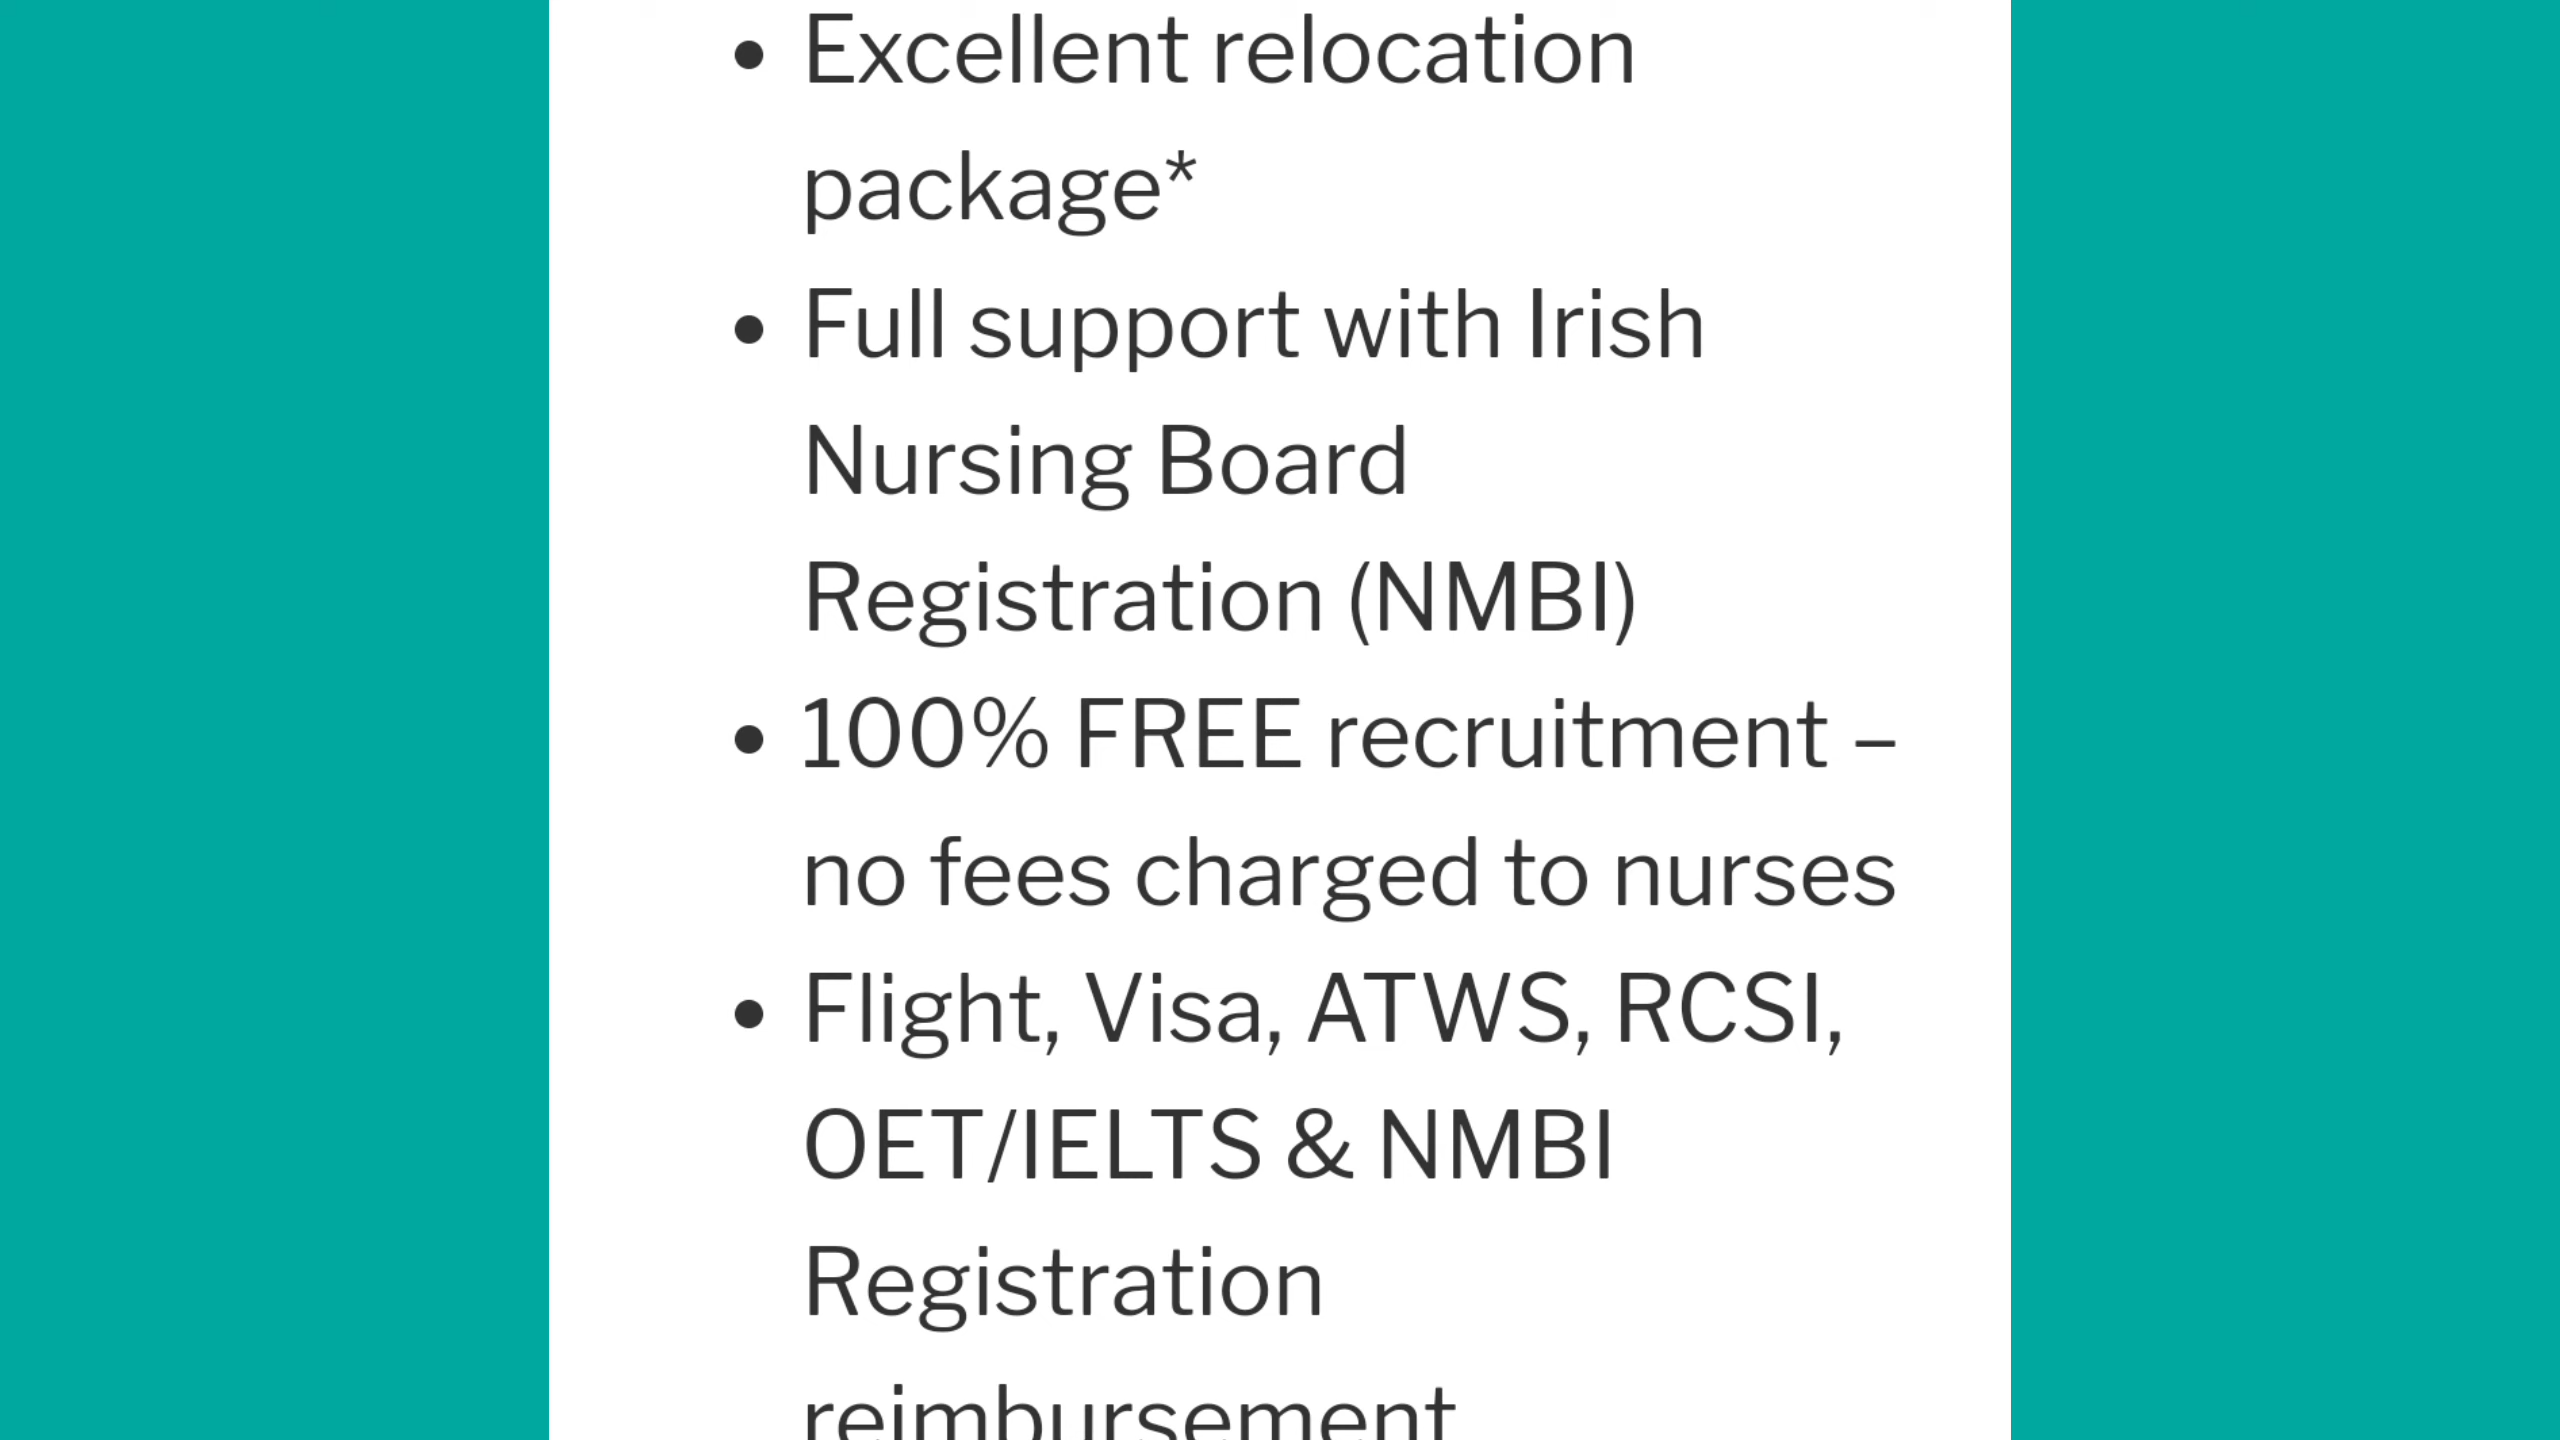 • Excellent relocation
package*
• Full support with Irish
Nursing Board
Registration (NMBI)
• 100% FREE recruitment –
no fees charged to nurses
• Flight, Visa, ATWS, RCSI,
OET/IELTS & NMBI
Registration
reimbursement